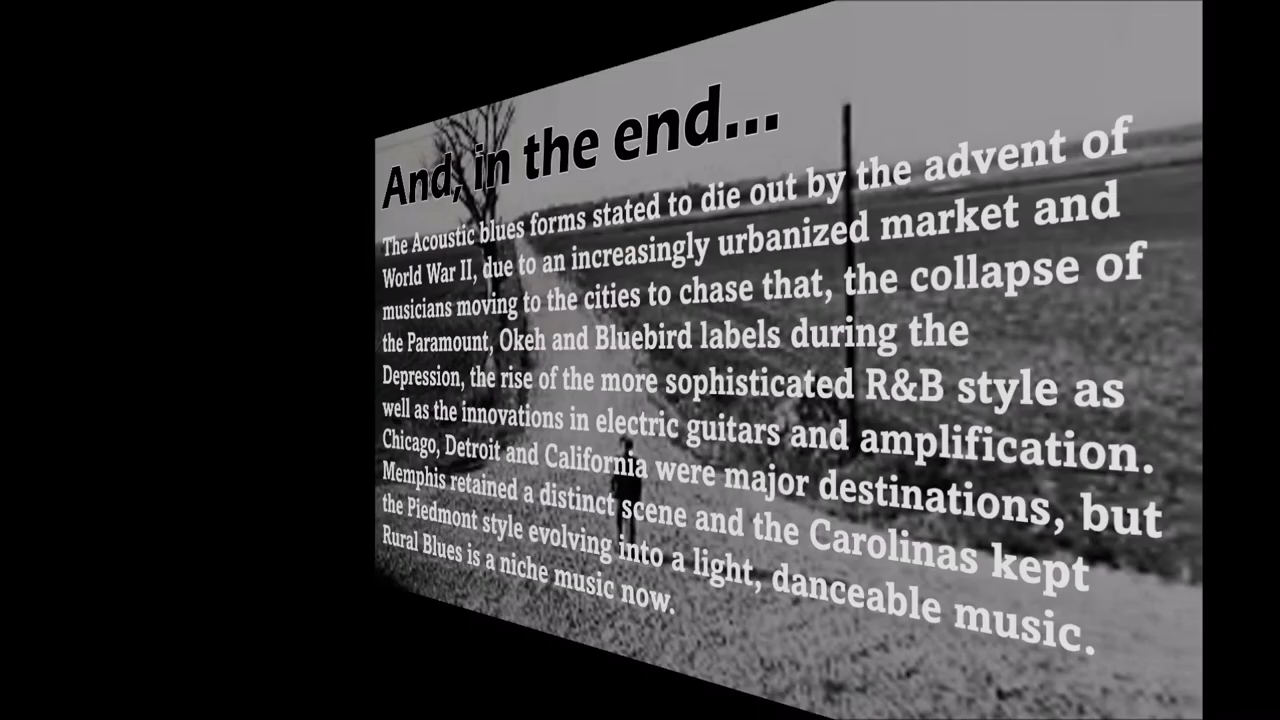 And, in the end...
The Acoustic blues forms stated to die out by the advent of
World War II, due to an increasingly urbanized market and
musicians moving to the cities to chase that, the collapse of
the Paramount, Okeh and Bluebird labels during the
Depression, the rise of the more sophisticated R&B style as
well as the innovations in electric guitars and amplification.
Chicago, Detroit and California were major destinations, but
Memphis retained a distinct scene and the Carolinas kept
the Piedmont style evolving into a light, danceable music.
Rural Blues is a niche music now.